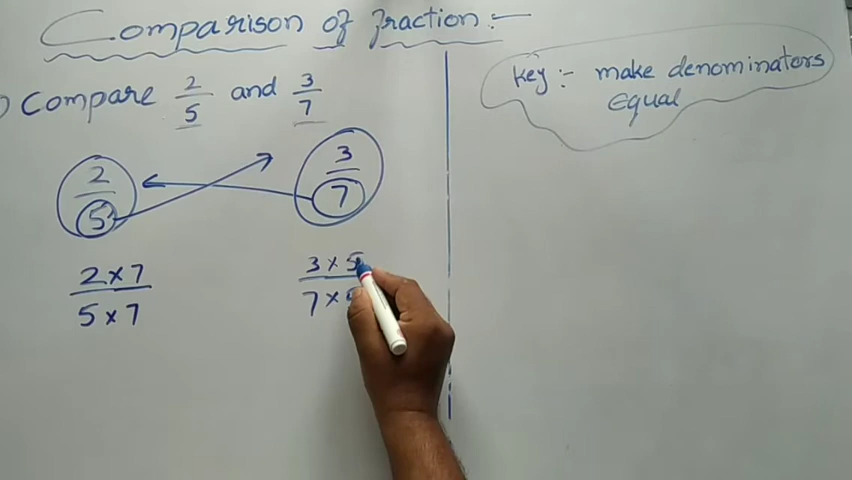 Comparison of fraction :-
Key :- make denominators
Equal
) Compare 2/5 and 3/7
2/5
3/7
2 × 7
5 × 7
3 × 5
7 ×